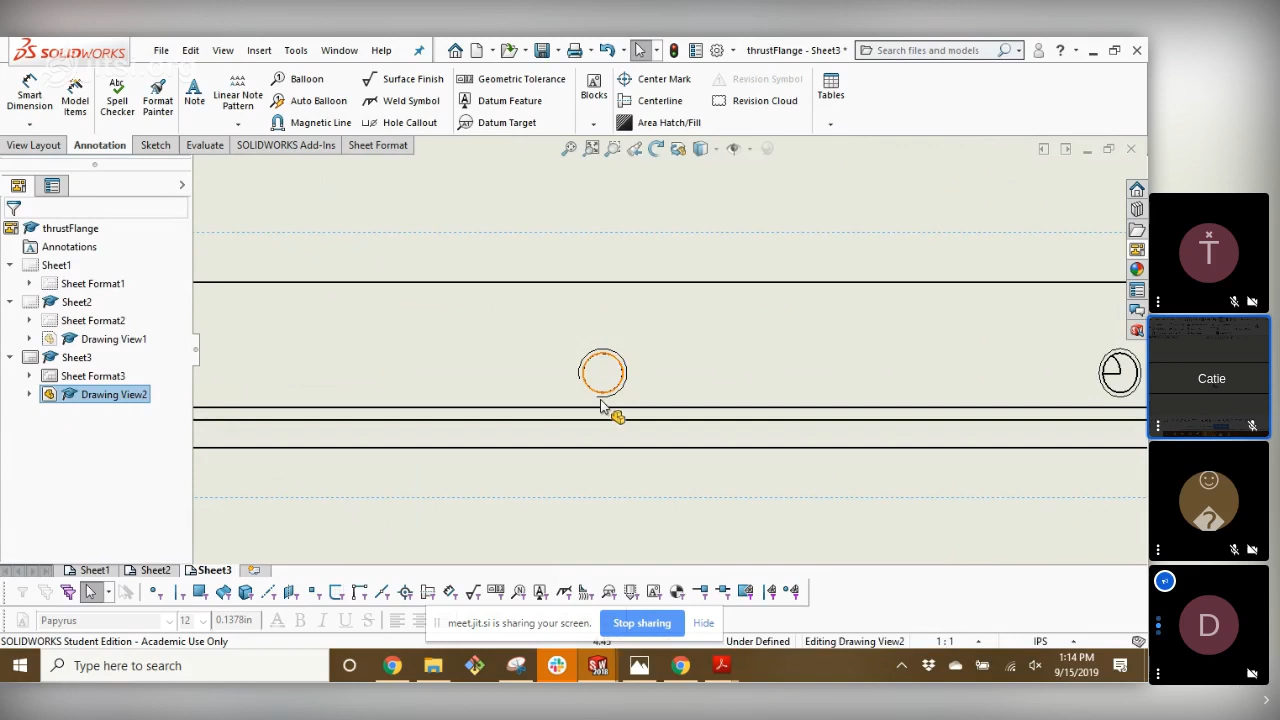 SOLIDWORKS
File
Edit
View
Insert
Tools
Window
Help
thrustFlange - Sheet3 *
Search files and models
Smart Dimension
Model Items
Spell Checker
Format Painter
Note
Linear Note Pattern
Balloon
Auto Balloon
Magnetic Line
Surface Finish
Weld Symbol
Hole Callout
Geometric Tolerance
Datum Feature
Datum Target
Blocks
Center Mark
Centerline
Area Hatch/Fill
Revision Symbol
Revision Cloud
Tables
View Layout
Annotation
Sketch
Evaluate
SOLIDWORKS Add-Ins
Sheet Format
thrustFlange
Annotations
Sheet1
Sheet Format1
Sheet2
Sheet Format2
Drawing View1
Sheet3
Sheet Format3
Drawing View2
T
Catie
?
D
Sheet1
Sheet2
Sheet3
Papyrus
12
0.1378in
A
B
I
U
S
meet.jit.si is sharing your screen.
Stop sharing
Hide
SOLIDWORKS Student Edition - Academic Use Only
Under Defined
Editing Drawing View2
1 : 1
IPS
Type here to search
1:14 PM
9/15/2019